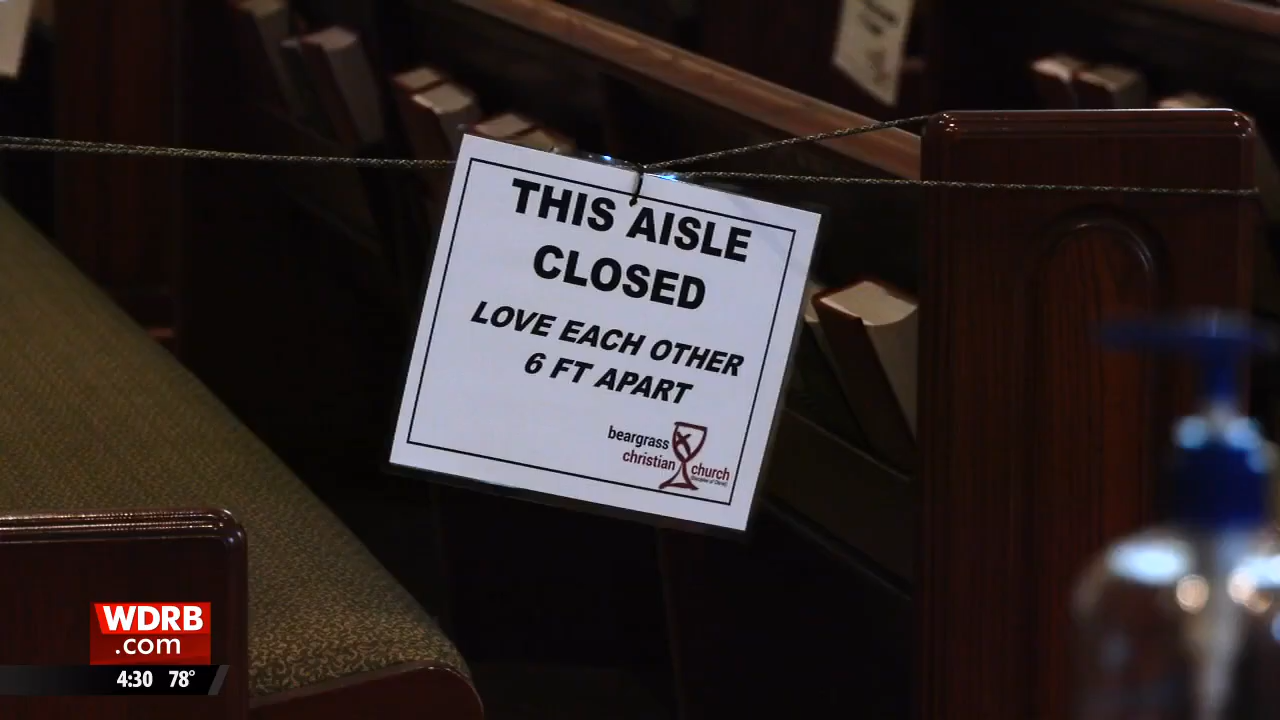 THIS AISLE
CLOSED
LOVE EACH OTHER
6 FT APART
beargrass
christian church
WDRB
.com
4:30 78°